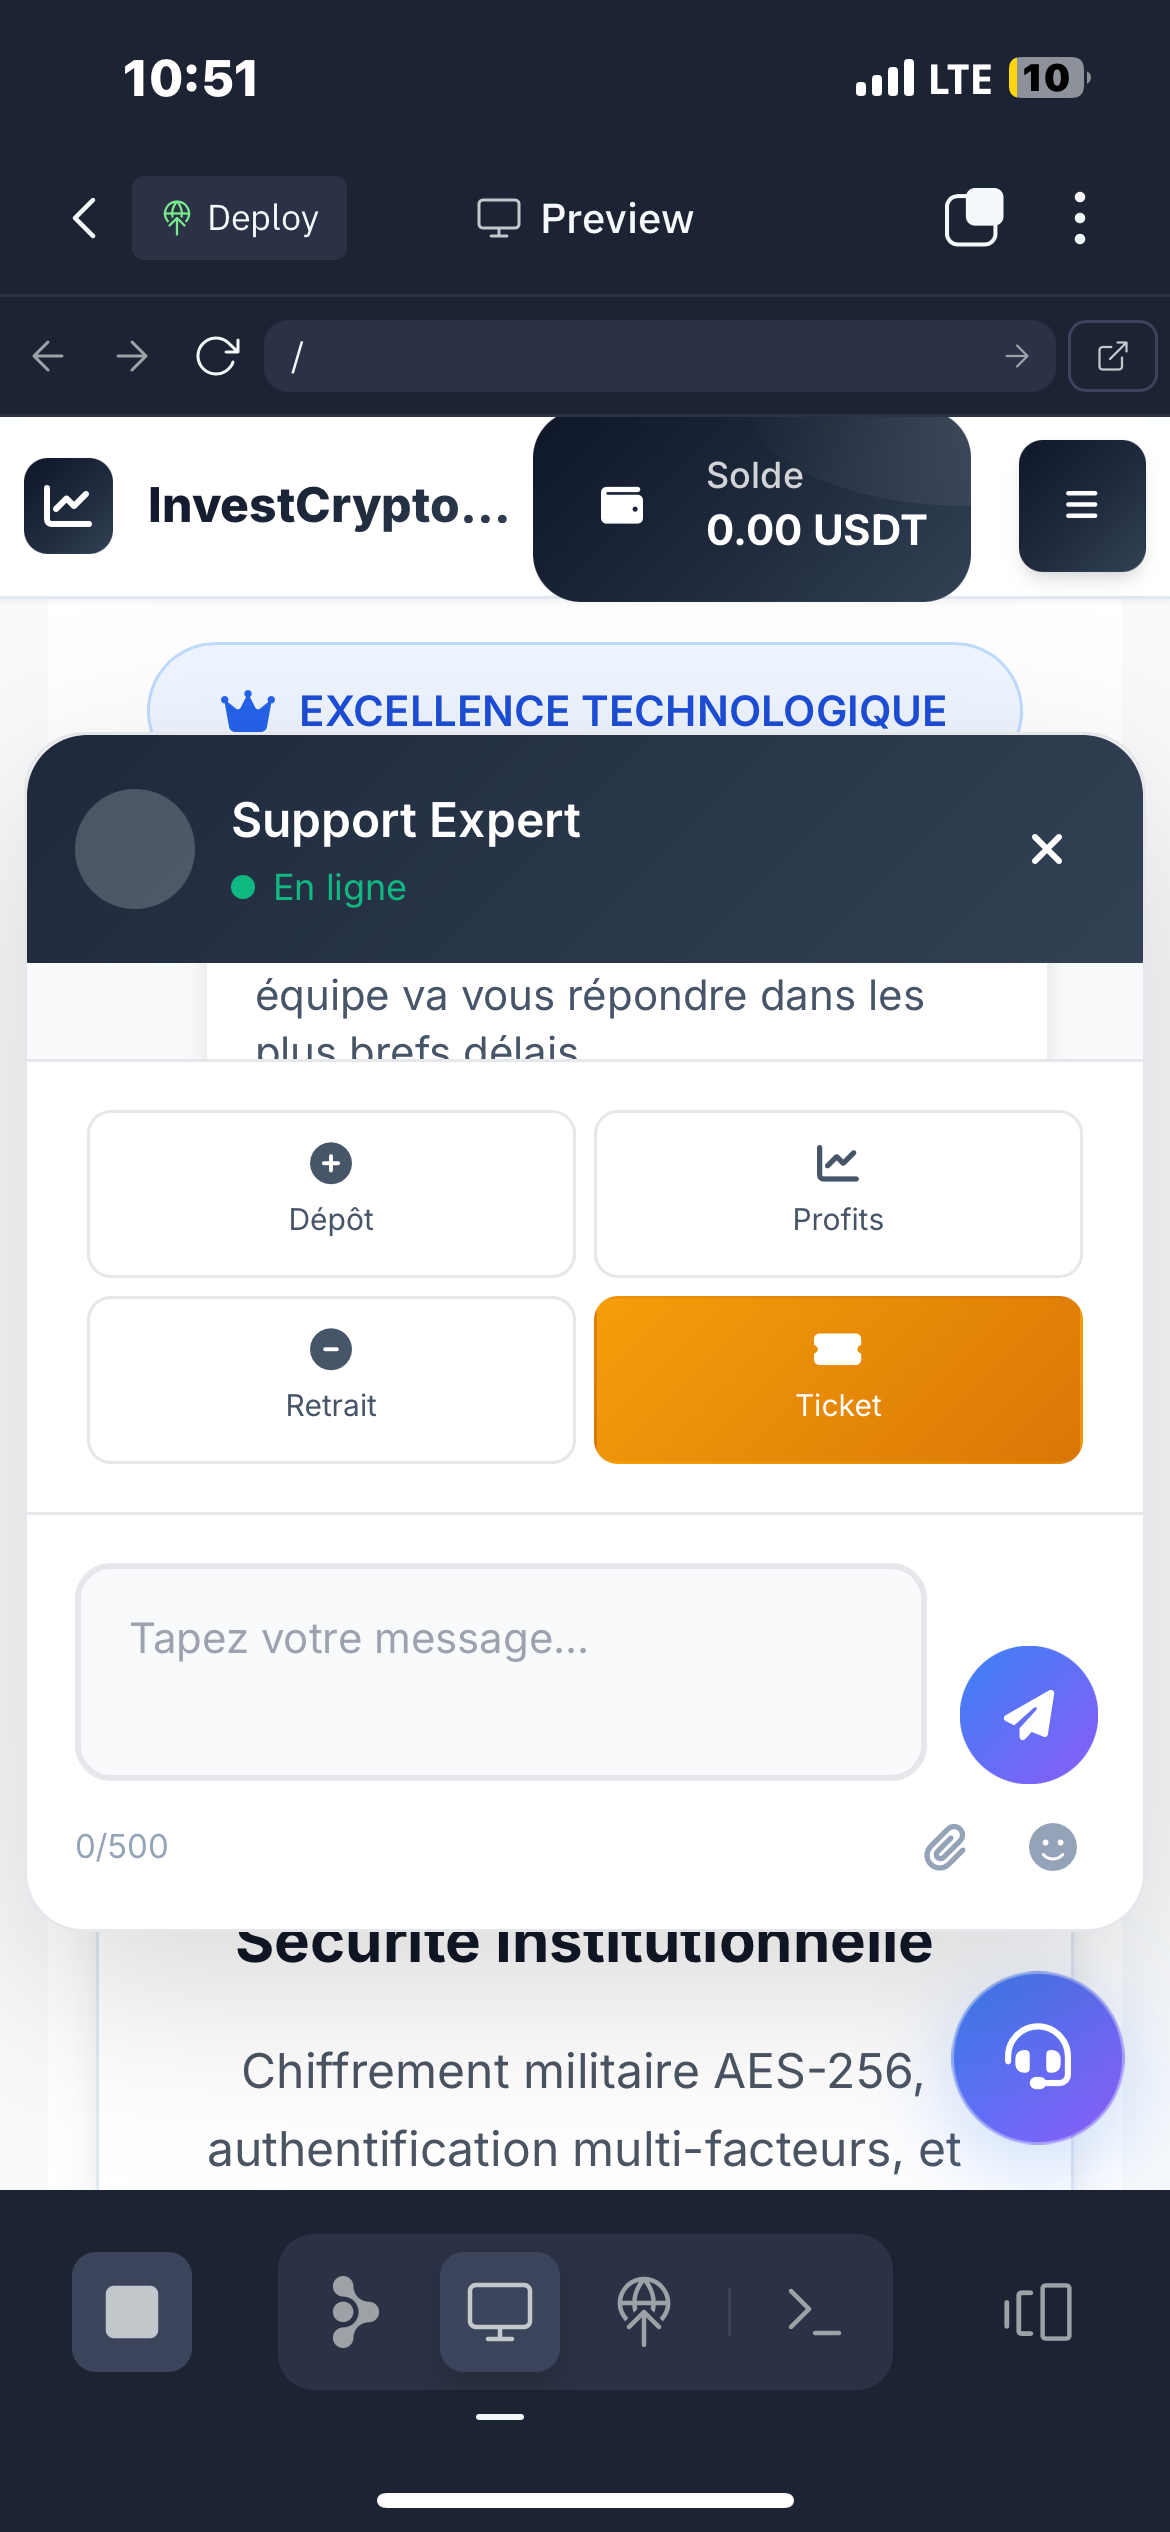 10:51
LTE 10
Deploy
Preview
/
InvestCrypto...
Solde
0.00 USDT
EXCELLENCE TECHNOLOGIQUE
Support Expert
En ligne
équipe va vous répondre dans les
plus brefs délais
Dépôt
Profits
Retrait
Ticket
Tapez votre message...
0/500
Sécurité Institutionnelle
Chiffrement militaire AES-256,
authentification multi-facteurs, et